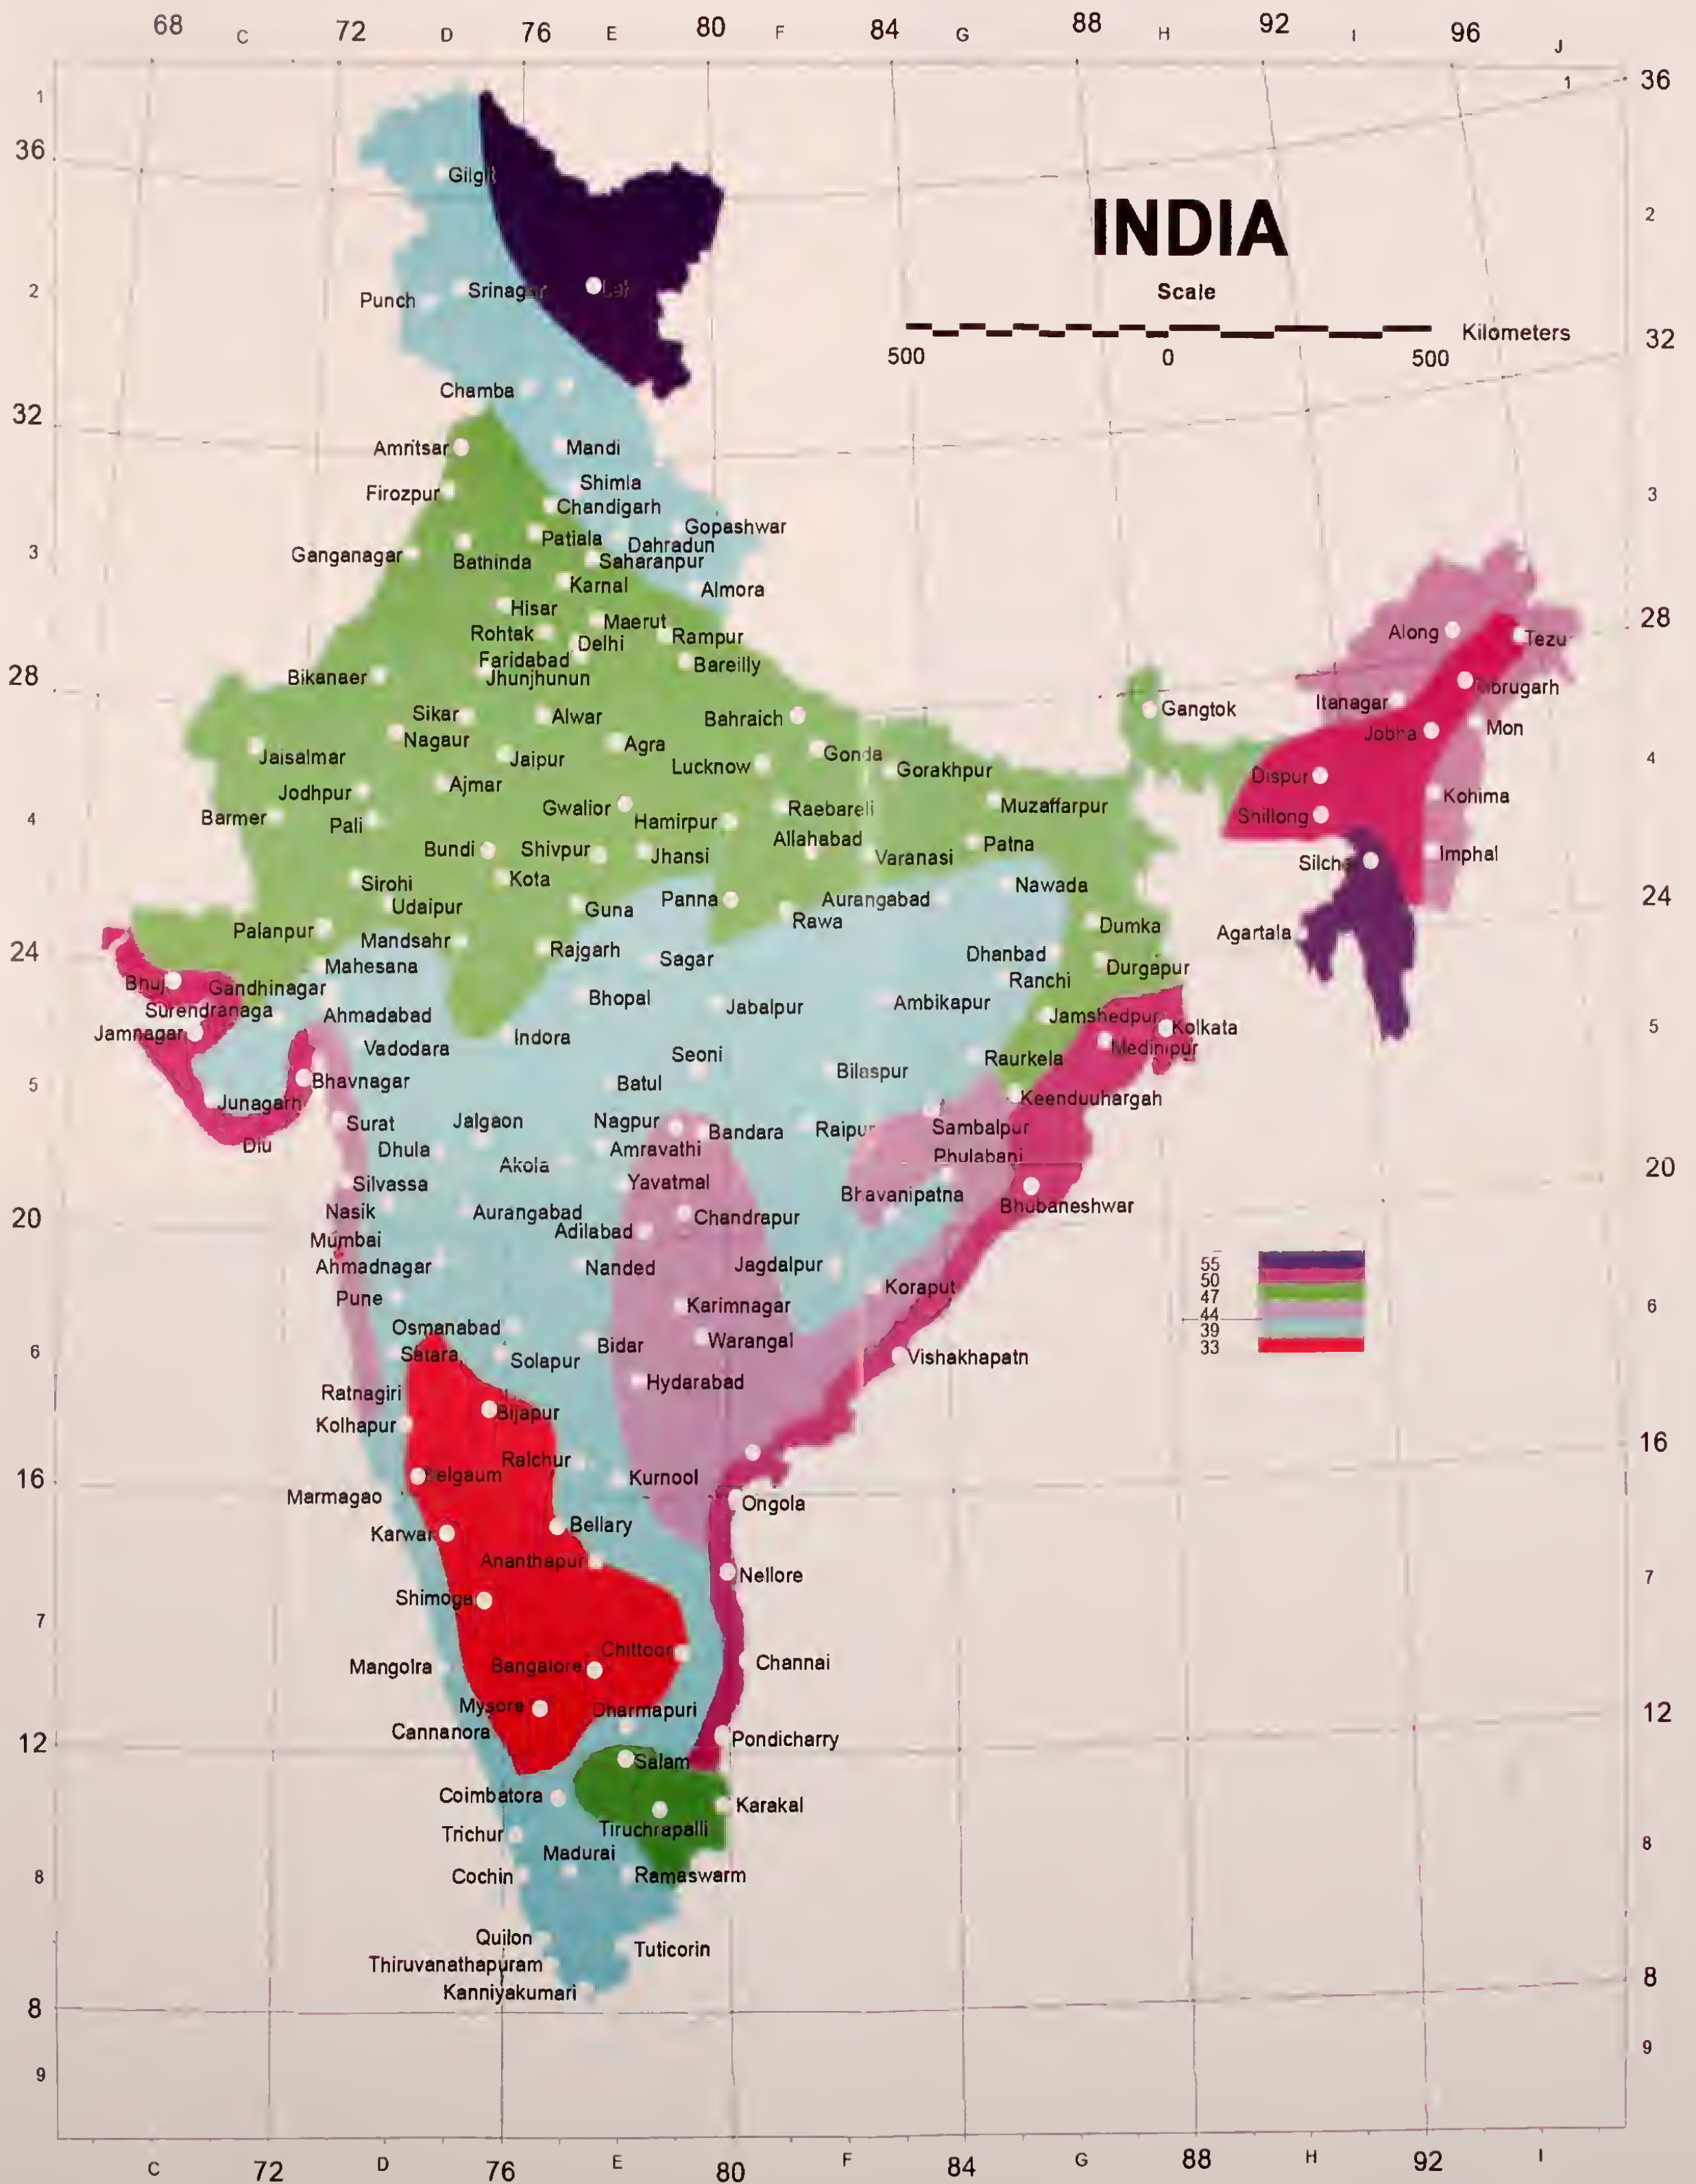 68 C 72 D 76 E 80 F 84 G 88 H 92 I 96 J
1 1 36
36
Gilgit
INDIA
2
Scale
2 Punch Srinagar Leh
Kilometers 32
500 0 500
Chamba
32
Amritsar Mandi
Shimla
Firozpur 3
Chandigarh
Gopashwar
Patiala
Dahradun
3 Ganganagar
Bathinda Saharanpur
Karnal Almora
Hisar
28
Maerut
Rohtak Rampur Along Tezu
Delhi
Faridabad Bareilly
28 Bikanaer Jhunjhunun
Dibrugarh
Itanagar
Gangtok
Sikar Alwar Bahraich
Mon
Nagaur Agra Jobha
Gonda
Jaisalmar Jaipur 4
Lucknow Gorakhpur
Dispur
Ajmar
Jodhpur Kohima
Gwalior Raebareli Muzaffarpur
4 Barmer Hamirpur Shillong
Pali
Allahabad Patna
Bundi Shivpur Jhansi Varanasi Imphal
Silchar
Sirohi Kota Nawada
Panna Aurangabad 24
Udaipur Guna
Rawa Dumka
Palanpur Agartala
Mandsahr
24 Rajgarh Dhanbad
Mahesana Sagar Durgapur
Bhuj Gandhinagar Ranchi
Bhopal Jabalpur Ambikapur
Surendranaga Ahmadabad Jamshedpur
Jamnagar Kolkata 5
Indora
Vadodara Medinipur
Seoni Raurkela
5 Bhavnagar Batul Bilaspur
Junagarh Keenduuhargah
Surat Jalgaon Nagpur Bandara Raipur Sambalpur
Diu Dhula Amravathi
Akola Phulabani 20
Silvassa Yavatmal
Bhavanipatna
Nasik Aurangabad Bhubaneshwar
20 Chandrapur
Adilabad
Mumbai
Ahmadnagar Nanded Jagdalpur 55
50
Koraput
Pune 47
Karimnagar 6
44
Osmanabad 39
Warangal
6 Bidar 33
Satara Solapur Vishakhapatn
Hydarabad
Ratnagiri
Kolhapur Bijapur
16
Ralchur
16 Belgaum Kurnool
Marmagao Ongola
Karwar Bellary
Ananthapur
Nellore 7
Shimoga
7
Chittoor
Mangolra Bangalore Channai
Mysore Dharmapuri 12
Cannanora
12 Pondicharry
Salam
Coimbatora Karakal
Tiruchrapalli
Trichur 8
Madurai
8 Cochin Ramaswarm
Quilon
Tuticorin
Thiruvanathapuram
8
Kanniyakumari
8
9
9
C 72 D 76 E 80 F 84 G 88 H 92 I